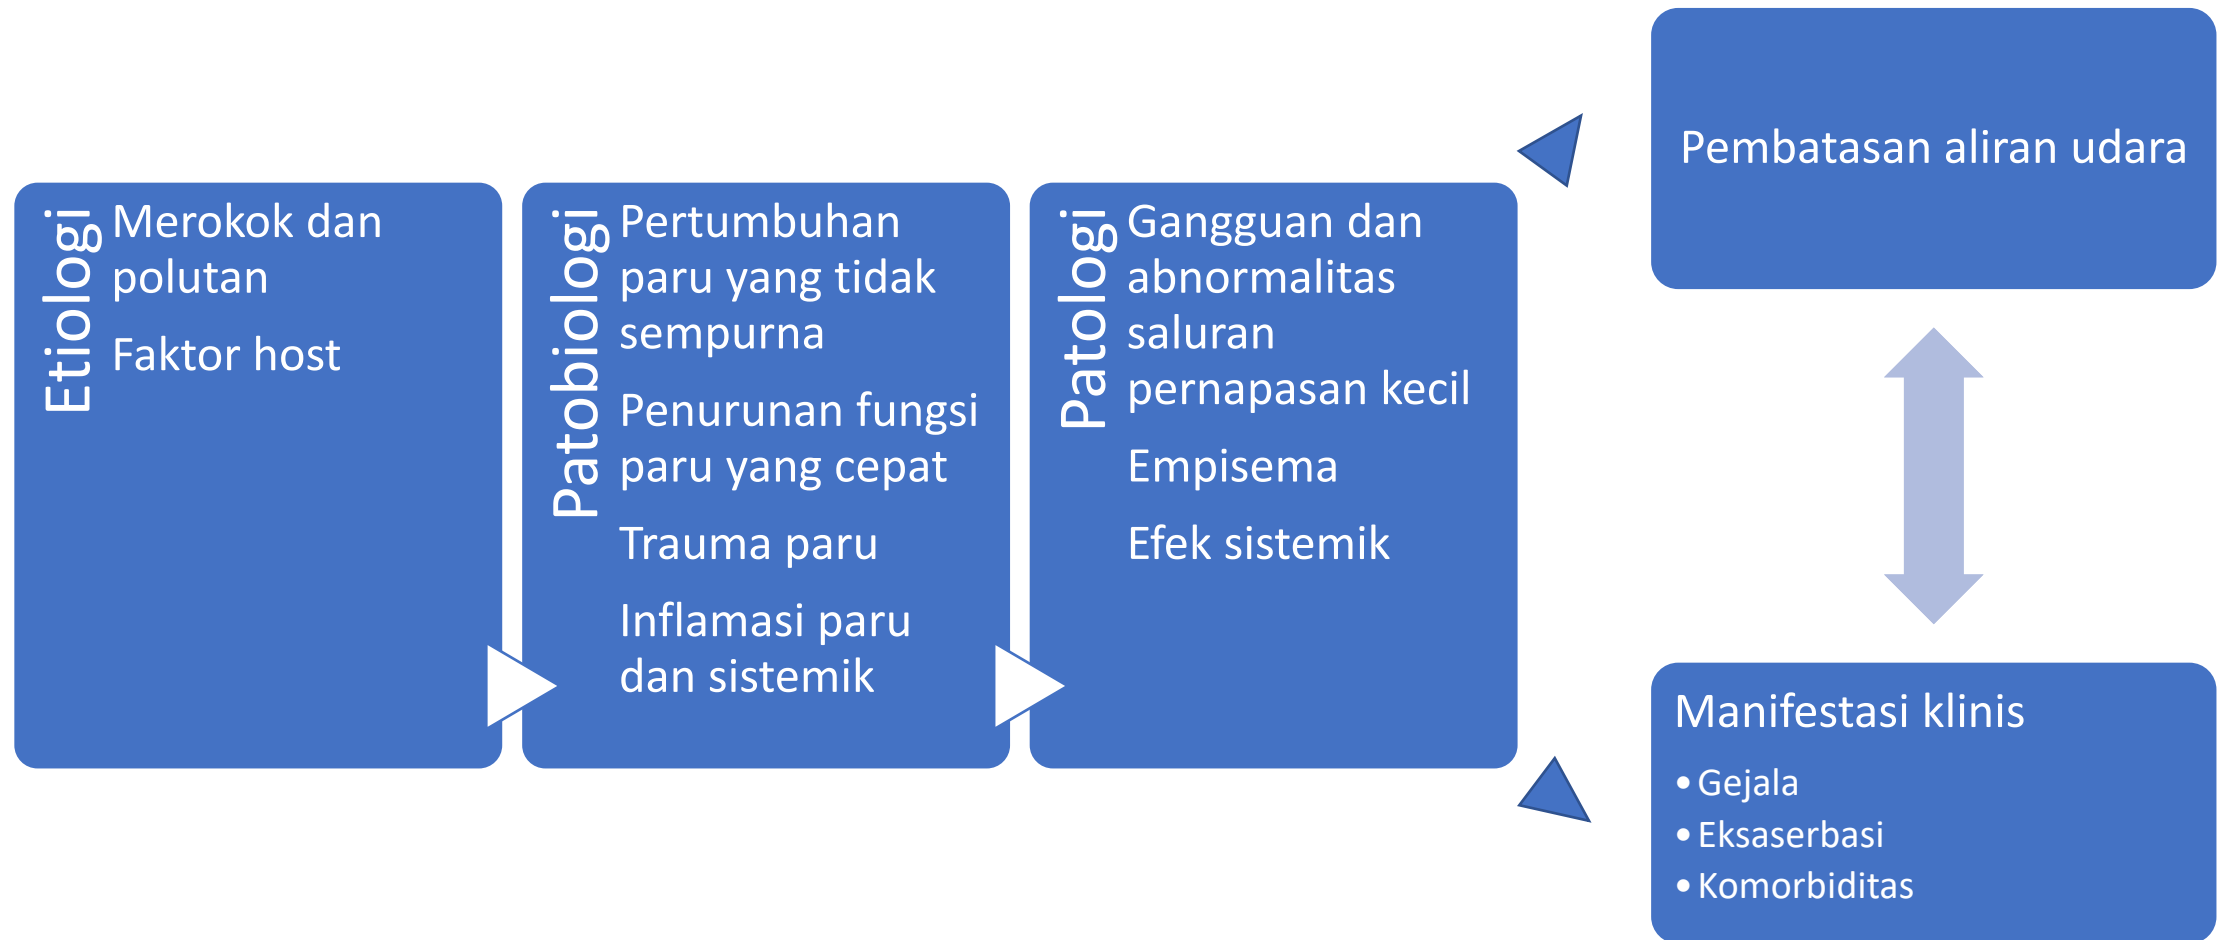 Etiologi
Merokok dan
polutan
Faktor host
Patobiologi
Pertumbuhan
paru yang tidak
sempurna
Penurunan fungsi
paru yang cepat
Trauma paru
Inflamasi paru
dan sistemik
Patologi
Gangguan dan
abnormalitas
saluran
pernapasan kecil
Empisema
Efek sistemik
Pembatasan aliran udara
Manifestasi klinis
• Gejala
• Eksaserbasi
• Komorbiditas